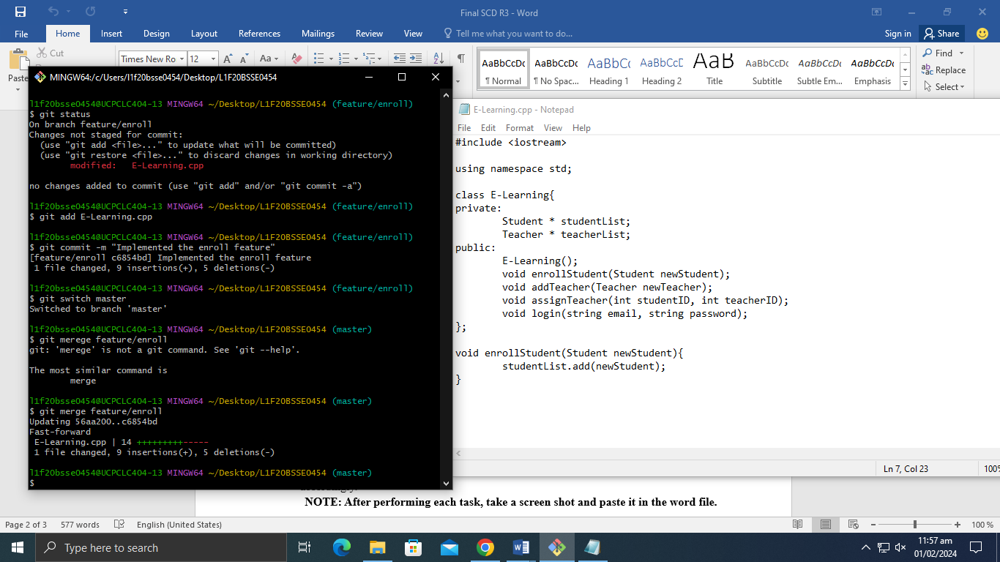 Final SCD R3 - Word
File Home Insert Design Layout References Mailings Review View Tell me what you want to do... Sign in Share
Cut
Paste
Times New Ro 12 Aa
AaBbCcDc AaBbCcDc AaBbCc AaBbCcD AaB AaBbCcDc AaBbCcDc AaBbCcDc
¶ Normal ¶ No Spac... Heading 1 Heading 2 Title Subtitle Subtle Em... Emphasis
Find
Replace
Select
MINGW64:/c/Users/l1f20bsse0454/Desktop/L1F20BSSE0454
l1f20bsse0454@UCPCLC404-13 MINGW64 ~/Desktop/L1F20BSSE0454 (feature/enroll)
$ git status
On branch feature/enroll
Changes not staged for commit:
  (use "git add <file>..." to update what will be committed)
  (use "git restore <file>..." to discard changes in working directory)
        modified:   E-Learning.cpp
no changes added to commit (use "git add" and/or "git commit -a")
l1f20bsse0454@UCPCLC404-13 MINGW64 ~/Desktop/L1F20BSSE0454 (feature/enroll)
$ git add E-Learning.cpp
l1f20bsse0454@UCPCLC404-13 MINGW64 ~/Desktop/L1F20BSSE0454 (feature/enroll)
$ git commit -m "Implemented the enroll feature"
[feature/enroll c6854bd] Implemented the enroll feature
 1 file changed, 9 insertions(+), 5 deletions(-)
l1f20bsse0454@UCPCLC404-13 MINGW64 ~/Desktop/L1F20BSSE0454 (feature/enroll)
$ git switch master
Switched to branch 'master'
l1f20bsse0454@UCPCLC404-13 MINGW64 ~/Desktop/L1F20BSSE0454 (master)
$ git merege feature/enroll
git: 'merege' is not a git command. See 'git --help'.
The most similar command is
        merge
l1f20bsse0454@UCPCLC404-13 MINGW64 ~/Desktop/L1F20BSSE0454 (master)
$ git merge feature/enroll
Updating 56aa200..c6854bd
Fast-forward
 E-Learning.cpp | 14 +++++++++-----
 1 file changed, 9 insertions(+), 5 deletions(-)
l1f20bsse0454@UCPCLC404-13 MINGW64 ~/Desktop/L1F20BSSE0454 (master)
$
E-Learning.cpp - Notepad
File Edit Format View Help
#include <iostream>
using namespace std;
class E-Learning{
private:
        Student * studentList;
        Teacher * teacherList;
public:
        E-Learning();
        void enrollStudent(Student newStudent);
        void addTeacher(Teacher newTeacher);
        void assignTeacher(int studentID, int teacherID);
        void login(string email, string password);
};
void enrollStudent(Student newStudent){
        studentList.add(newStudent);
}
Ln 7, Col 23 100%
NOTE: After performing each task, take a screen shot and paste it in the word file.
Page 2 of 3 577 words English (United States) 100 %
Type here to search
11:57 am
01/02/2024